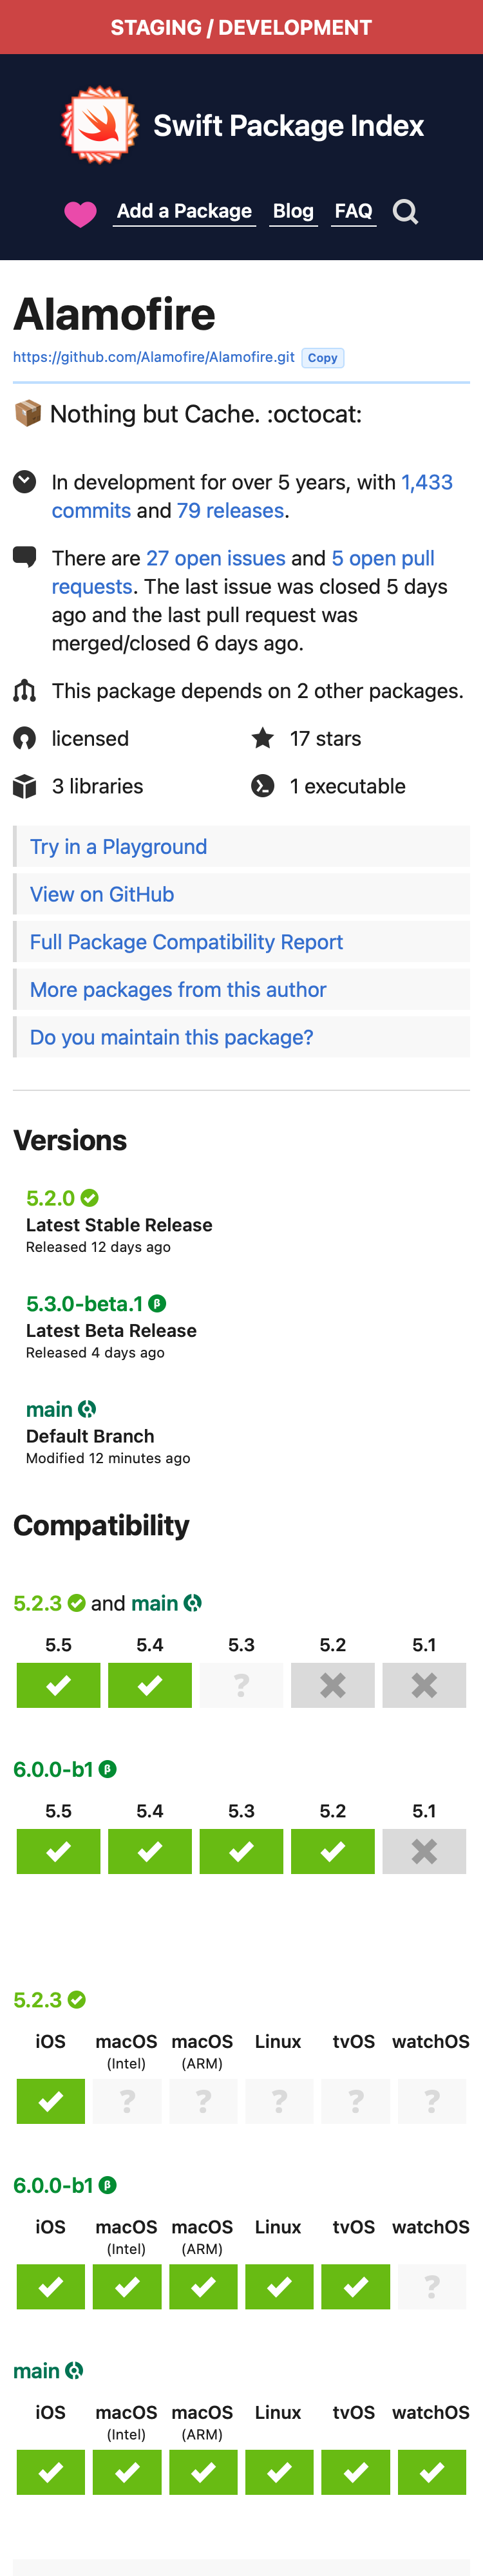 STAGING / DEVELOPMENT
Swift Package Index
Add a Package Blog FAQ
Alamofire
https://github.com/Alamofire/Alamofire.git Copy
📦 Nothing but Cache. :octocat:
In development for over 5 years, with 1,433
commits and 79 releases.
There are 27 open issues and 5 open pull
requests. The last issue was closed 5 days
ago and the last pull request was
merged/closed 6 days ago.
This package depends on 2 other packages.
licensed
17 stars
3 libraries
1 executable
Try in a Playground
View on GitHub
Full Package Compatibility Report
More packages from this author
Do you maintain this package?
Versions
5.2.0
Latest Stable Release
Released 12 days ago
5.3.0-beta.1 β
Latest Beta Release
Released 4 days ago
main
Default Branch
Modified 12 minutes ago
Compatibility
5.2.3 and main
5.5 5.4 5.3 5.2 5.1
?
6.0.0-b1 β
5.5 5.4 5.3 5.2 5.1
5.2.3
iOS macOS macOS Linux tvOS watchOS
(Intel) (ARM)
? ? ? ? ?
6.0.0-b1 β
iOS macOS macOS Linux tvOS watchOS
(Intel) (ARM)
?
main
iOS macOS macOS Linux tvOS watchOS
(Intel) (ARM)